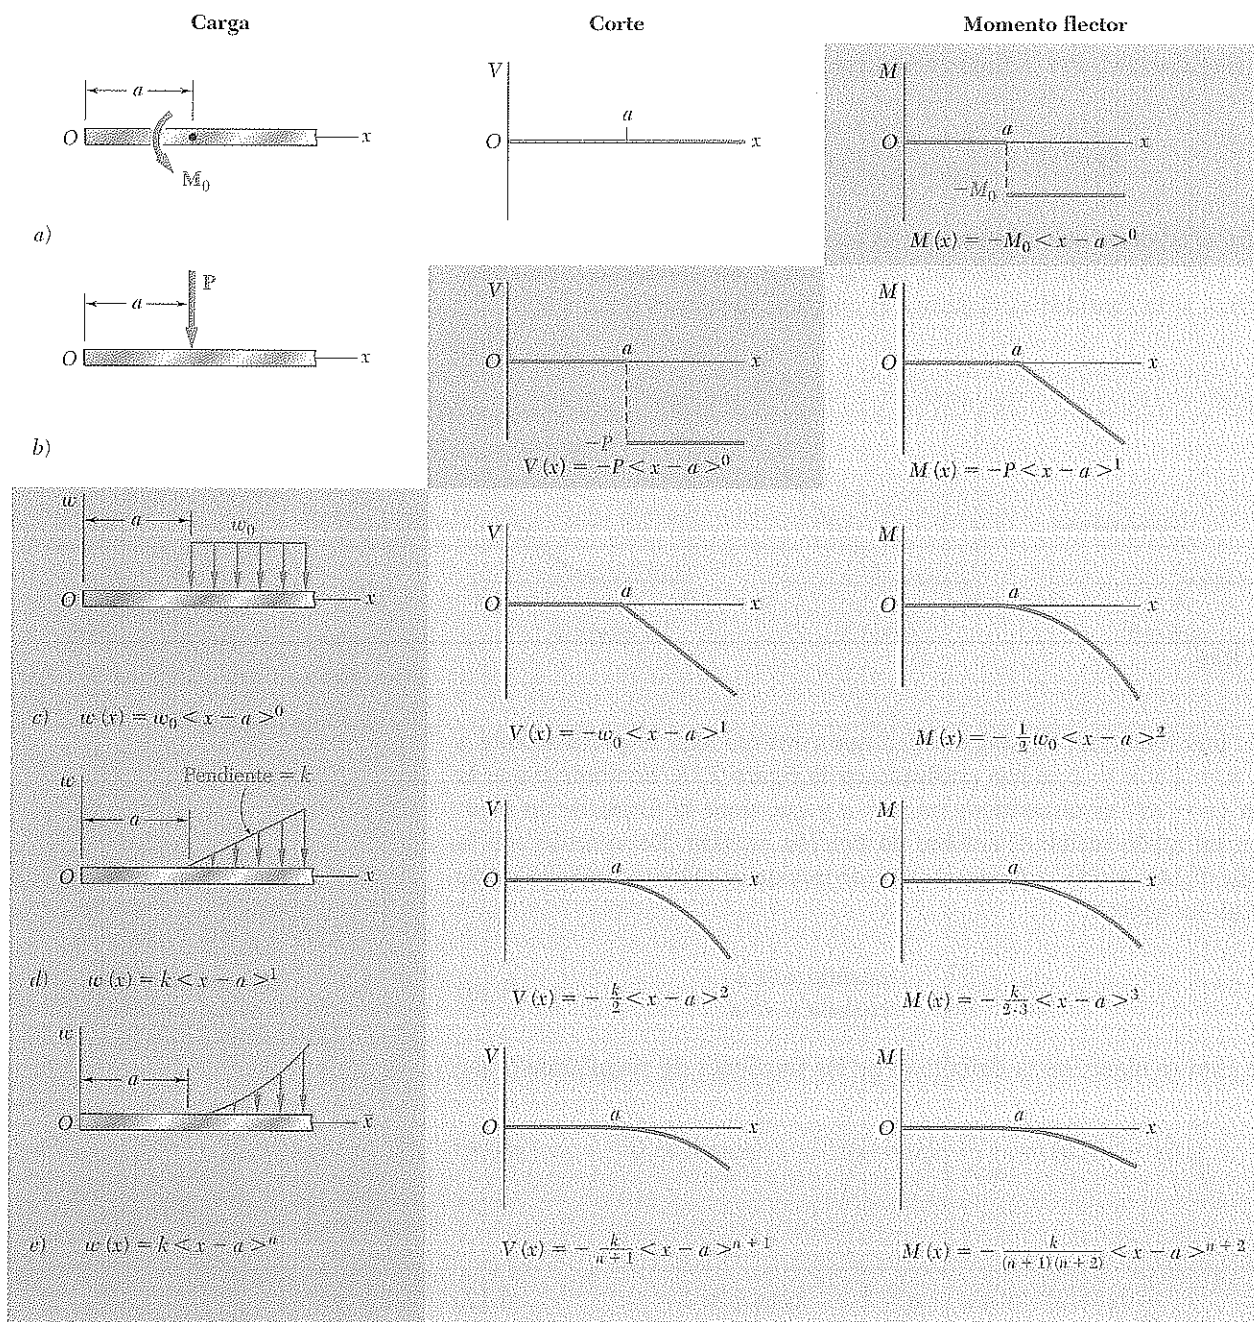 Carga
Corte
Momento flector
a
O
x
M₀
a)
V
a
O
x
M
a
O
x
−M₀
M(x) = −M₀ < x − a >⁰
P
a
O
x
b)
V
a
O
x
−P
V(x) = −P < x − a >⁰
M
a
O
x
M(x) = −P < x − a >¹
w
a
w₀
O
x
c) w(x) = w₀ < x − a >⁰
V
a
O
x
V(x) = −w₀ < x − a >¹
M
a
O
x
M(x) = − 1/2 w₀ < x − a >²
w
Pendiente = k
a
O
x
d) w(x) = k < x − a >¹
V
a
O
x
V(x) = − k/2 < x − a >²
M
a
O
x
M(x) = − k/2·3 < x − a >³
w
a
O
x
e) w(x) = k < x − a >ⁿ
V
a
O
x
V(x) = − k/n + 1 < x − a >ⁿ ⁺ ¹
M
a
O
x
M(x) = − k/(n + 1)(n + 2) < x − a >ⁿ ⁺ ²